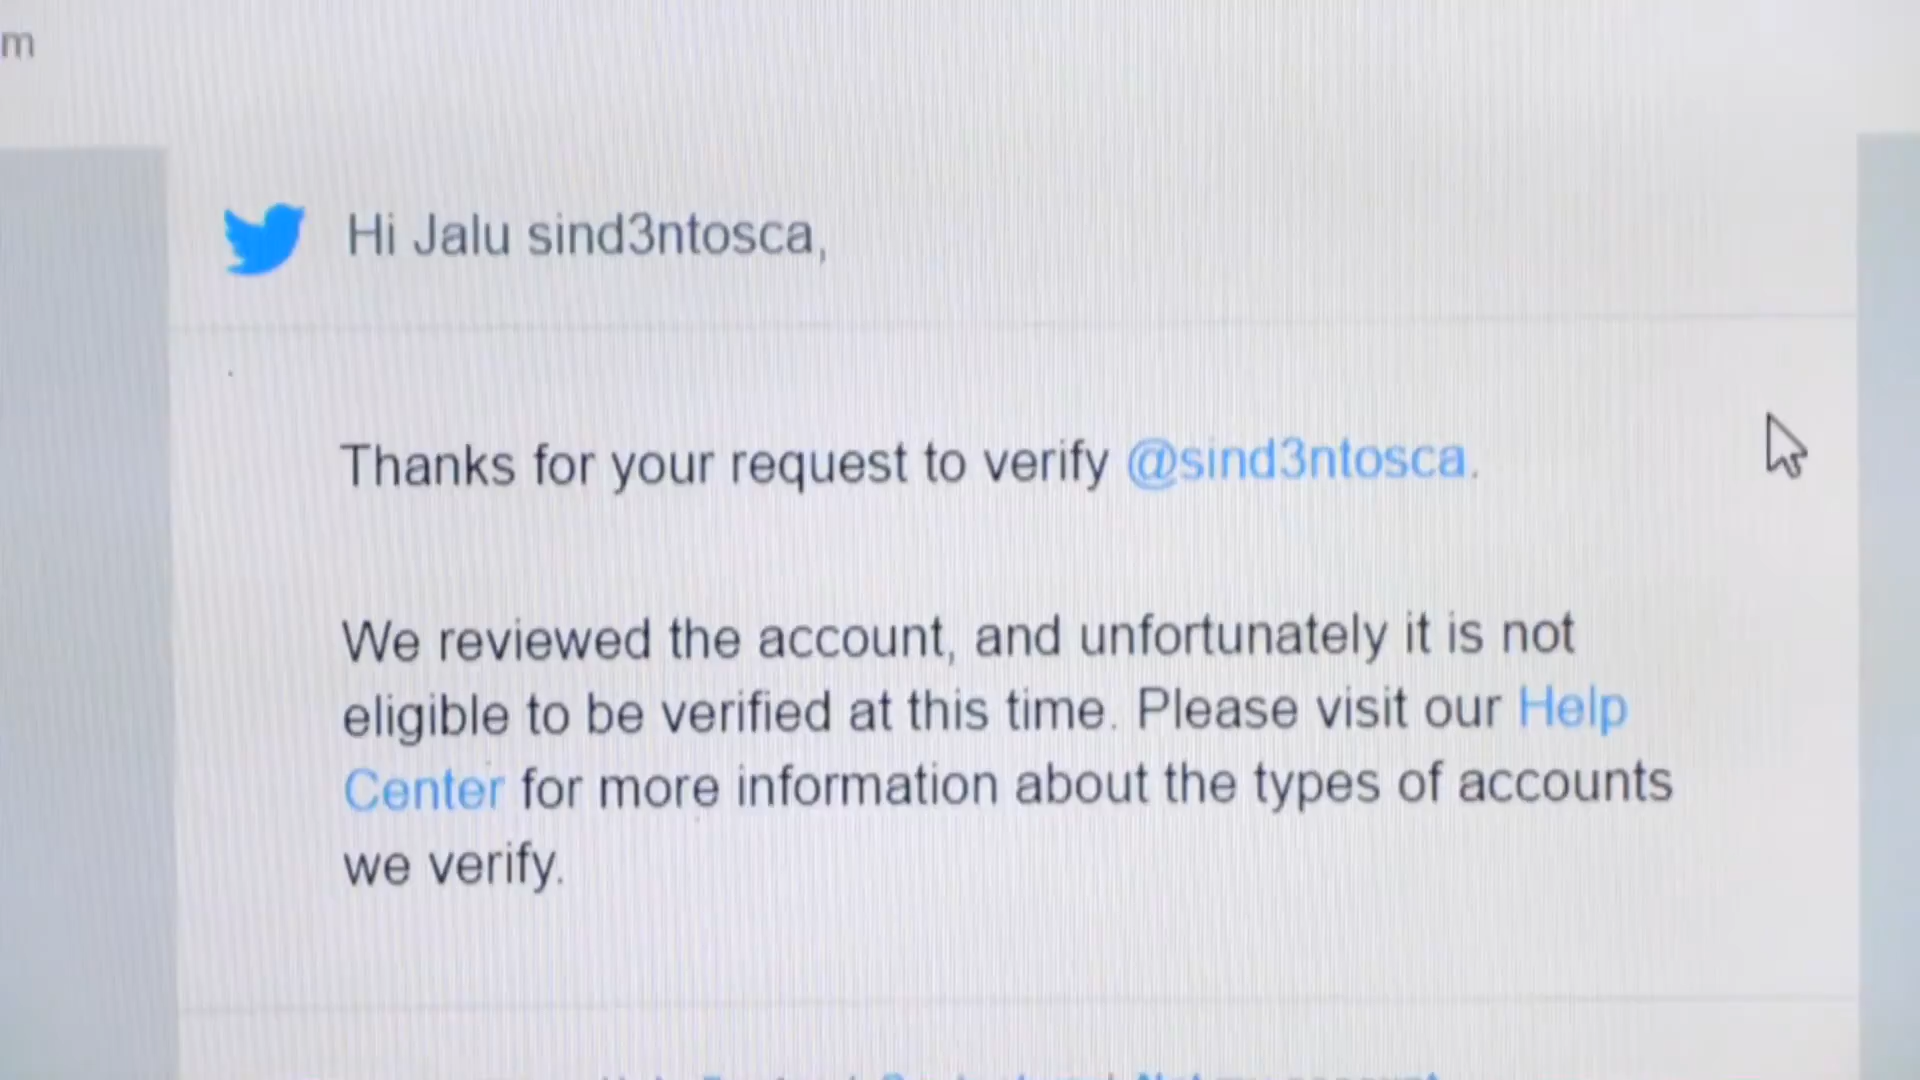 m
Hi Jalu sind3ntosca,
Thanks for your request to verify @sind3ntosca.
We reviewed the account, and unfortunately it is not
eligible to be verified at this time. Please visit our Help
Center for more information about the types of accounts
we verify.